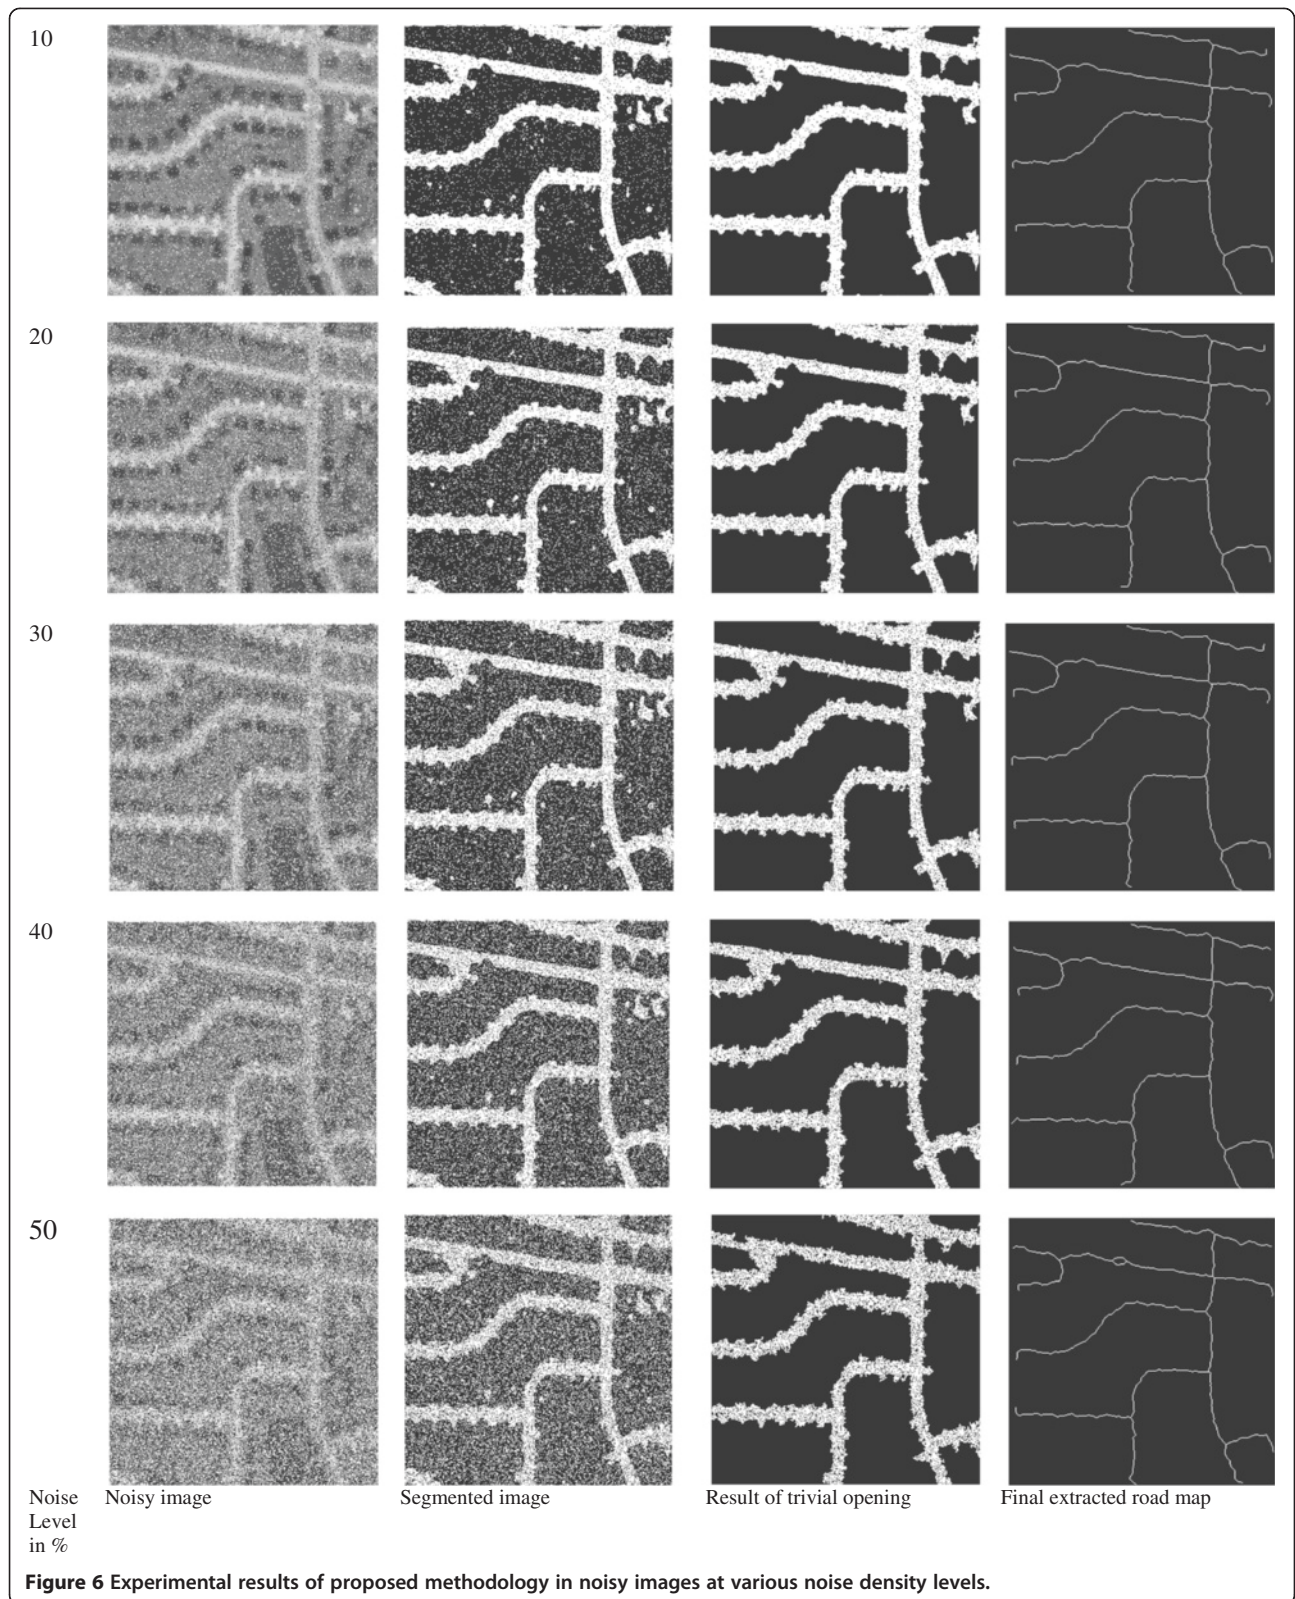 10
20
30
40
50
Noise Level in %
Noisy image
Segmented image
Result of trivial opening
Final extracted road map
Figure 6 Experimental results of proposed methodology in noisy images at various noise density levels.